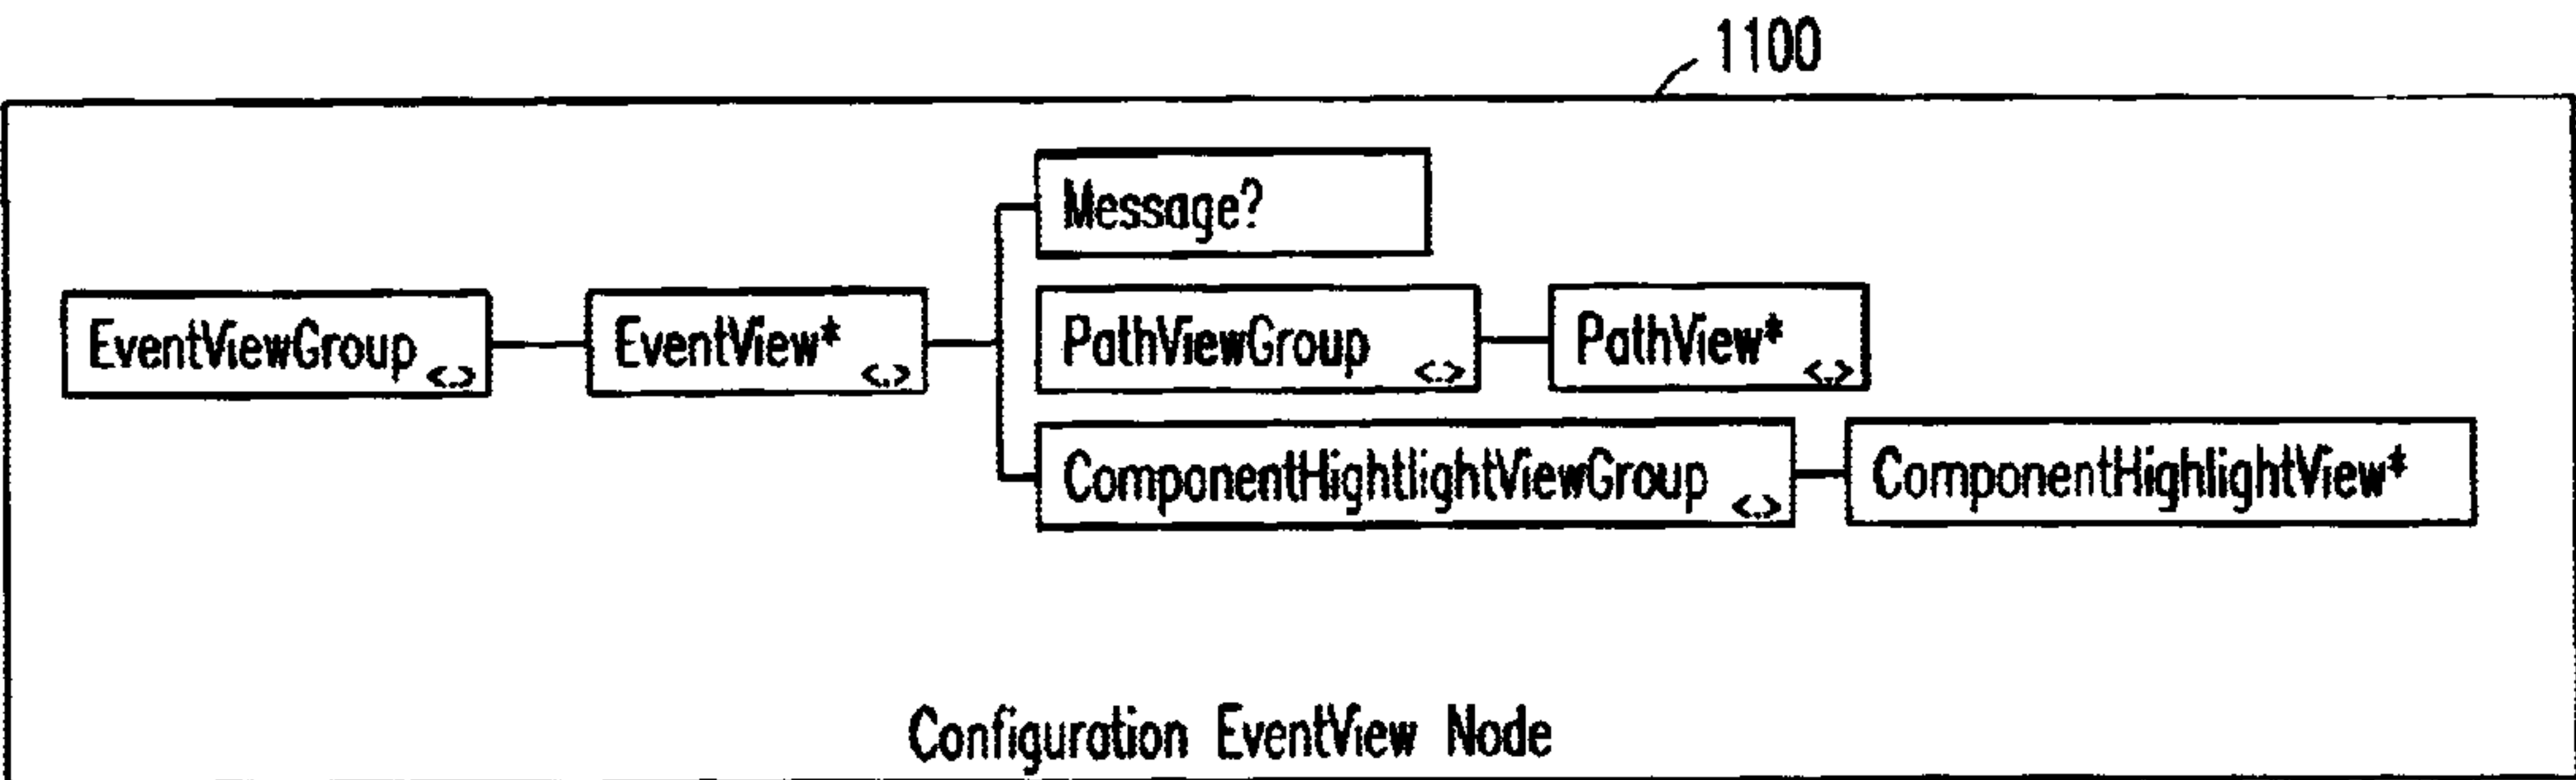 1100
Message?
EventViewGroup <.>
EventView* <.>
PathViewGroup <.>
PathView* <.>
ComponentHightlightViewGroup <.>
ComponentHighlightView*
Configuration EventView Node